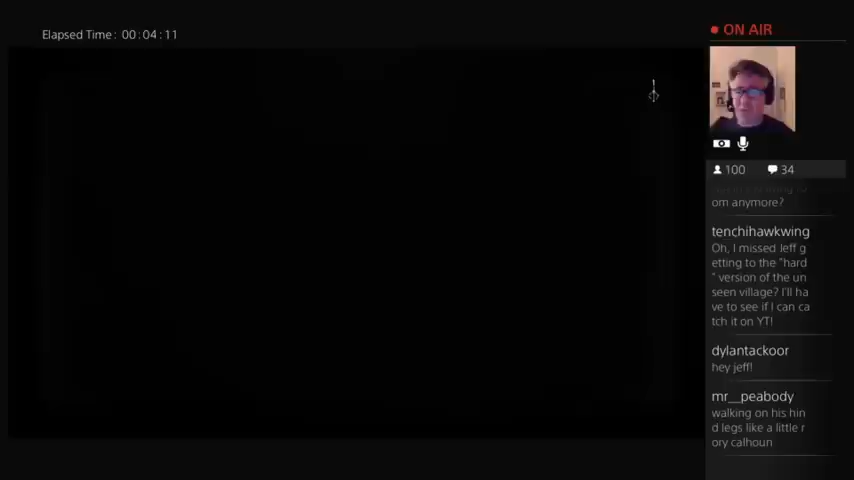 Elapsed Time: 00:04:11
ON AIR
100 34
om anymore?
tenchihawkwing
Oh, I missed Jeff g
etting to the "hard
" version of the un
seen village? I'll ha
ve to see if I can ca
tch it on YT!
dylantackoor
hey jeff!
mr__peabody
walking on his hin
d legs like a little r
ory calhoun